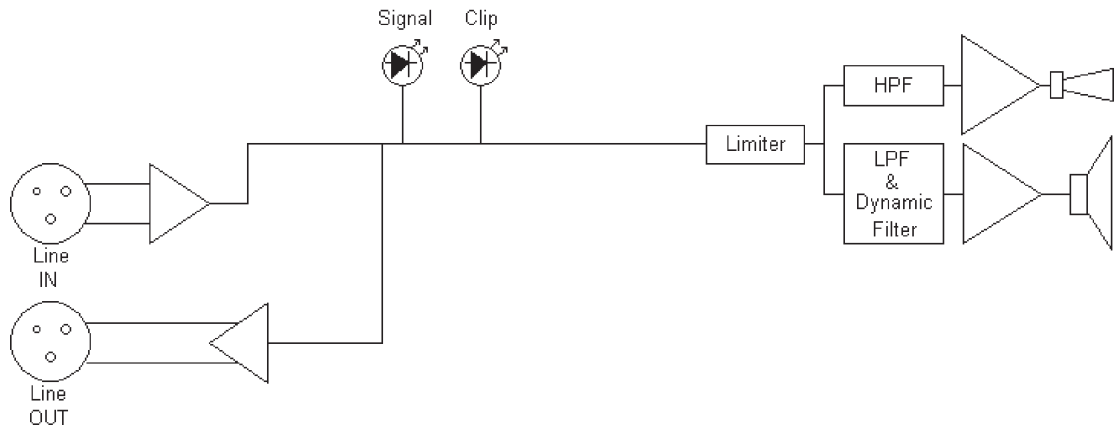 Signal
Clip
HPF
Limiter
LPF
&
Dynamic
Filter
Line
IN
Line
OUT